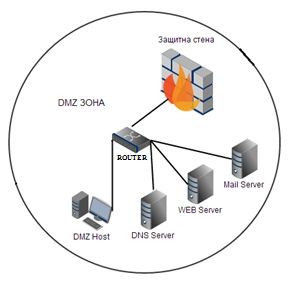 Защитна стена
DMZ ЗОНА
ROUTER
Mail Server
WEB Server
DMZ Host
DNS Server